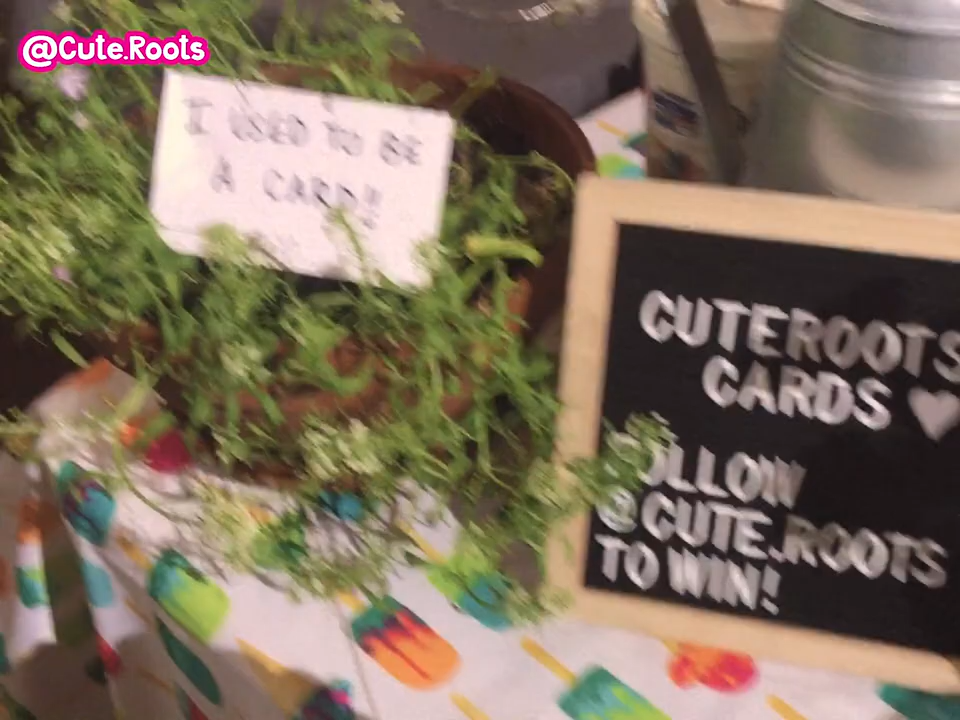 @Cute.Roots
I USED TO BE
A CARD!!
CUTEROOTS
CARDS
FOLLOW
@CUTE.ROOTS
TO WIN!